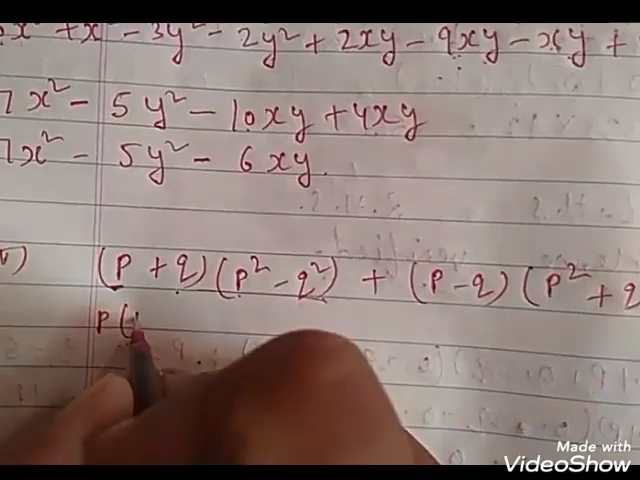 x² + x² - 3y² - 2y² + 2xy - 9xy - xy +
7x² - 5y² - 10xy + 4xy
7x² - 5y² - 6xy.
(p + q) (p² - q²) + (p - q) (p² + q
p (
Made with
VideoShow